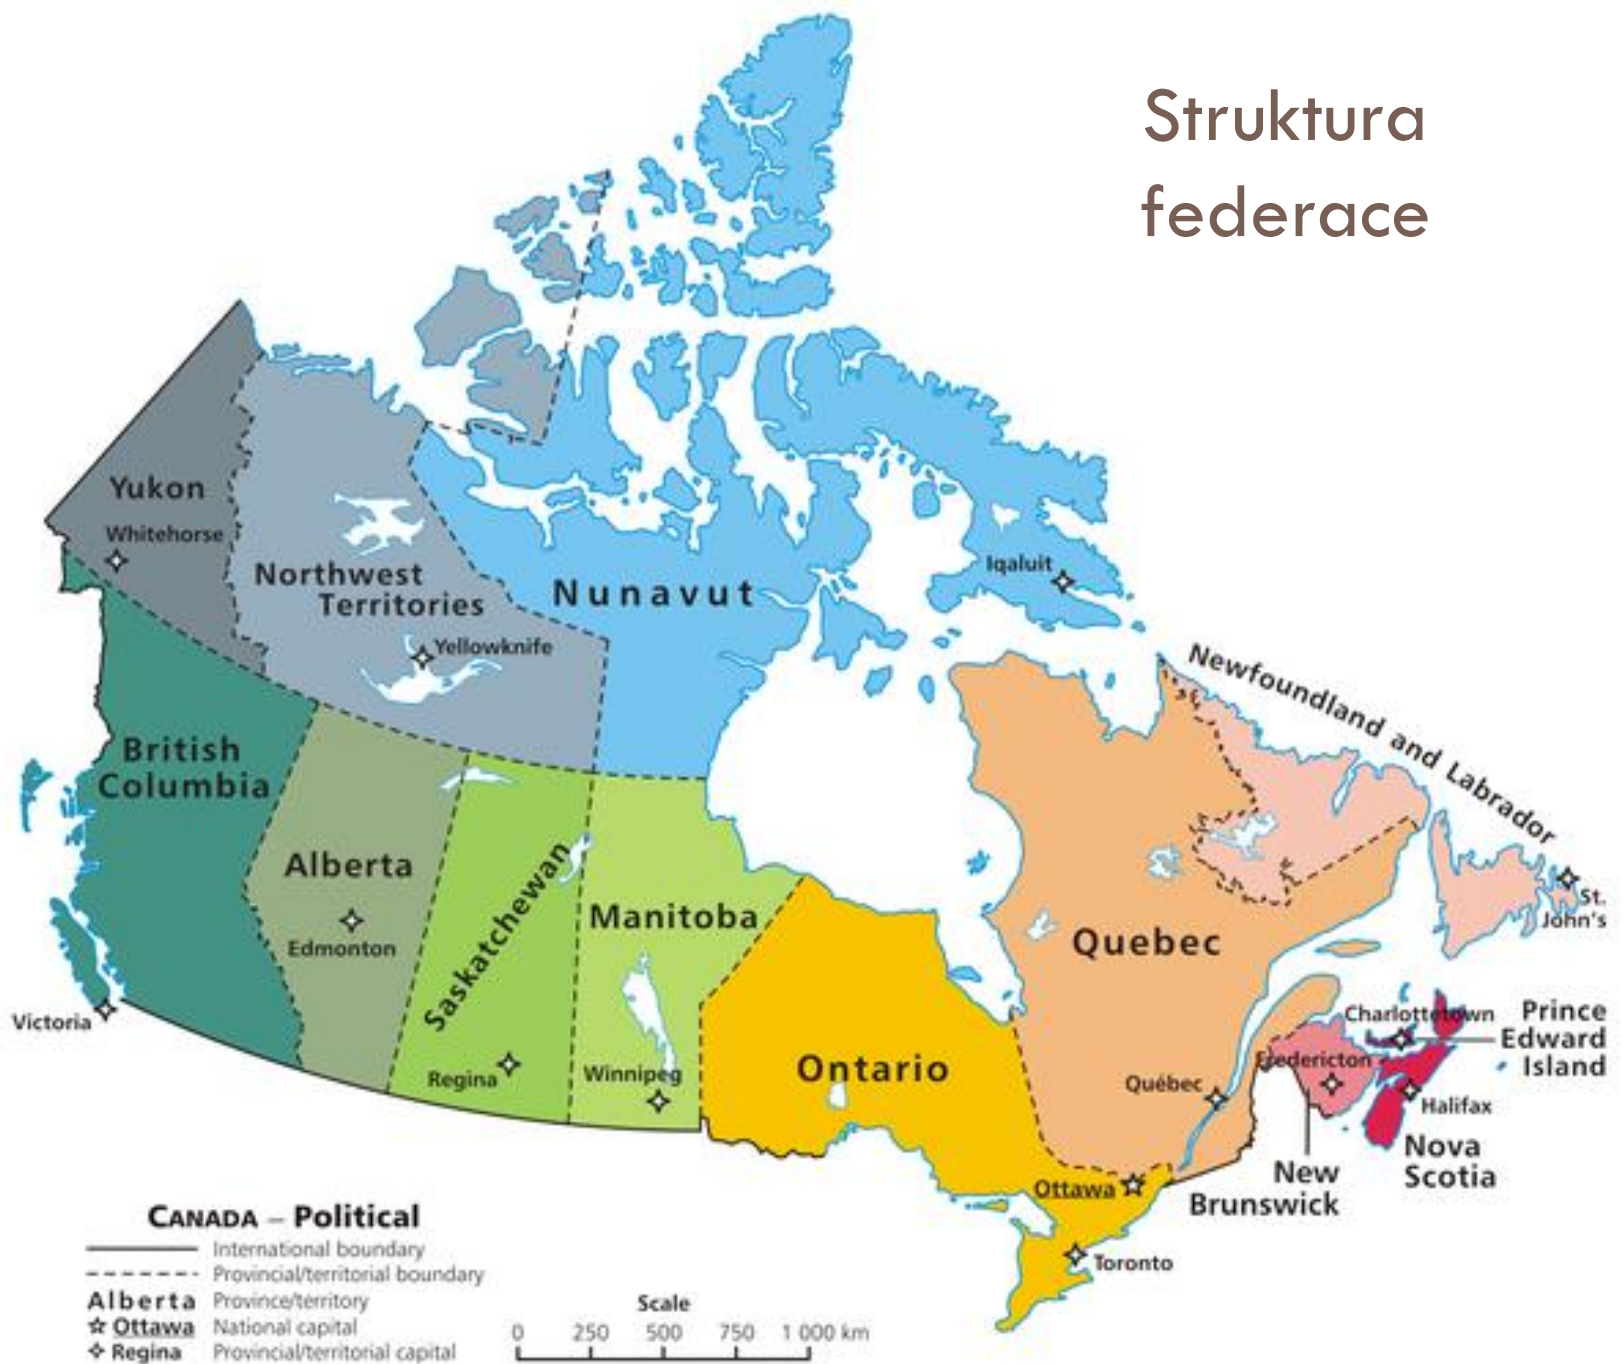 Struktura
federace
Yukon
Whitehorse
Northwest
Territories
Yellowknife
Nunavut
Iqaluit
Newfoundland and Labrador
St.
John's
British
Columbia
Victoria
Alberta
Edmonton
Saskatchewan
Regina
Manitoba
Winnipeg
Ontario
Ottawa
Toronto
Quebec
Québec
Charlottetown
Prince
Edward
Island
Fredericton
Halifax
Nova
Scotia
New
Brunswick
CANADA – Political
International boundary
Provincial/territorial boundary
Alberta Province/territory
Ottawa National capital
Regina Provincial/territorial capital
Scale
0 250 500 750 1 000 km